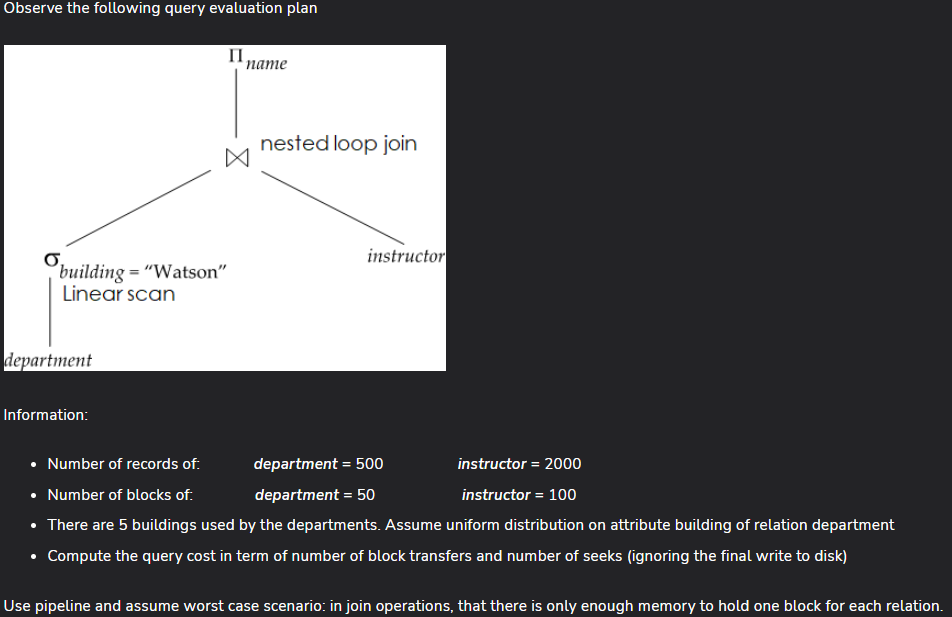 Observe the following query evaluation plan
Π name
nested loop join
⋈
σ building = “Watson”
instructor
Linear scan
department
Information:
• Number of records of: department = 500 instructor = 2000
• Number of blocks of: department = 50 instructor = 100
• There are 5 buildings used by the departments. Assume uniform distribution on attribute building of relation department
• Compute the query cost in term of number of block transfers and number of seeks (ignoring the final write to disk)
Use pipeline and assume worst case scenario: in join operations, that there is only enough memory to hold one block for each relation.